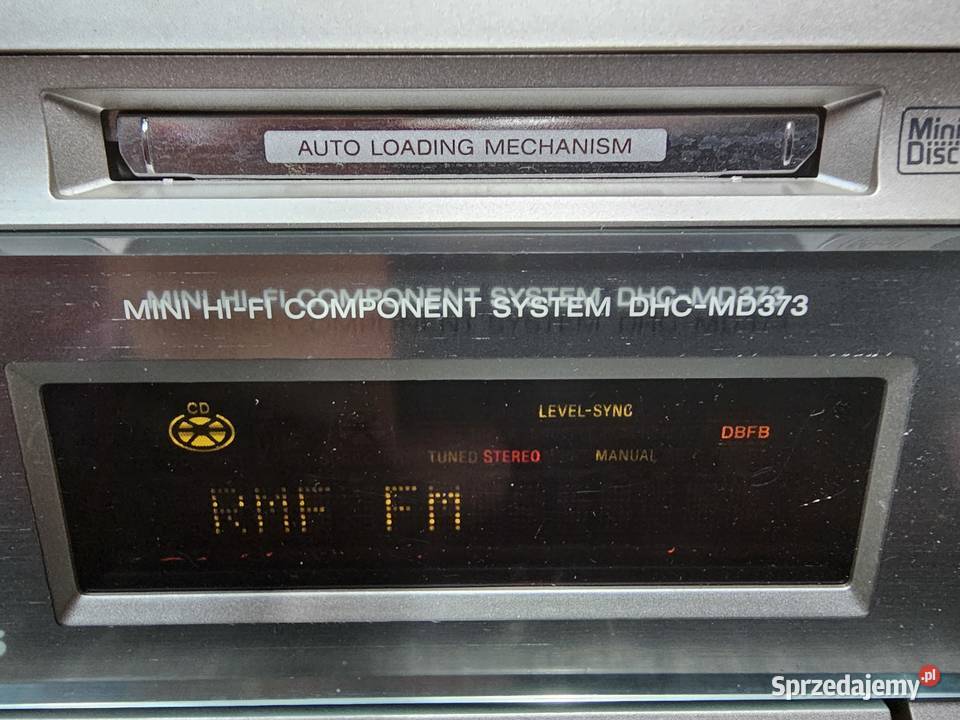 AUTO LOADING MECHANISM
Mini
Disc
MINI HI-FI COMPONENT SYSTEM DHC-MD373
CD
LEVEL-SYNC
DBFB
TUNED STEREO MANUAL
RMF FM
Sprzedajemy.pl